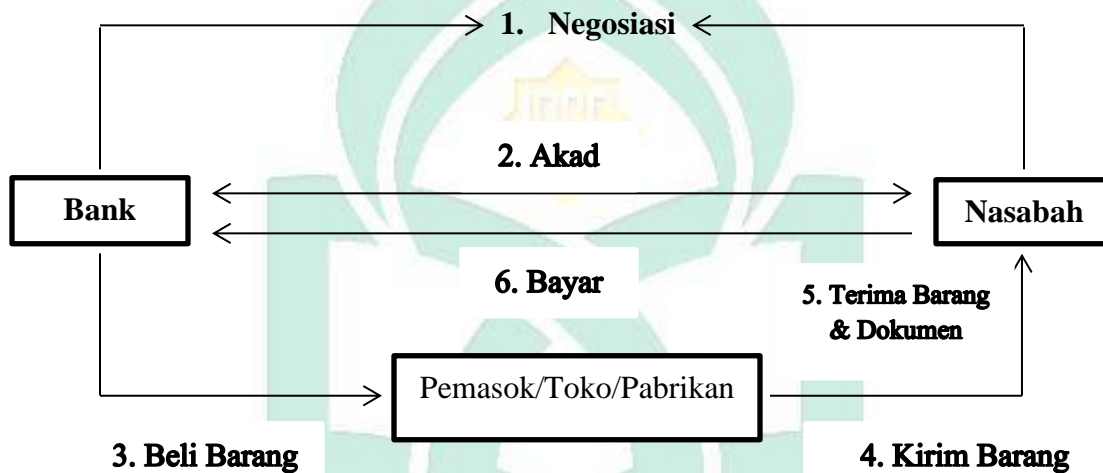 1. Negosiasi
2. Akad
Bank
Nasabah
6. Bayar
5. Terima Barang
& Dokumen
Pemasok/Toko/Pabrikan
3. Beli Barang
4. Kirim Barang